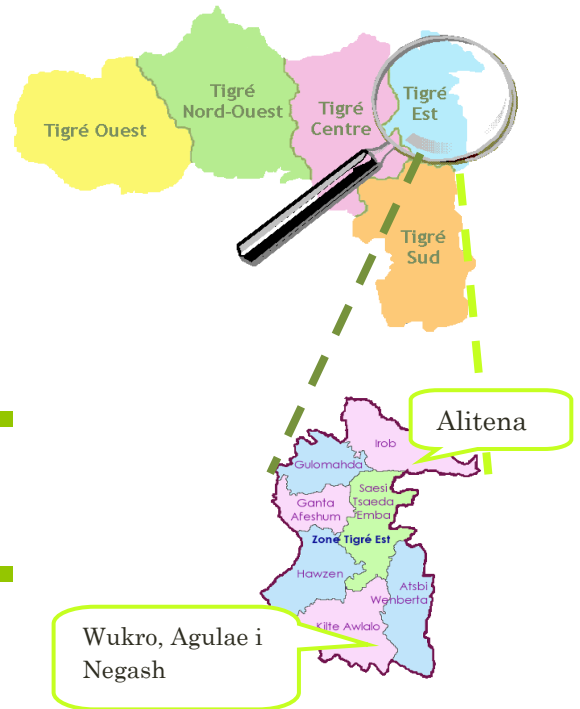 Tigré Ouest
Tigré
Nord-Ouest
Tigré
Centre
Tigré
Est
Tigré
Sud
Alitena
Irob
Gulomahda
Saesi
Tsaeda
Emba
Ganta
Afeshum
Zone Tigré Est
Hawzen
Atsbi
Wenberta
Kilte Awlalo
Wukro, Agulae i
Negash